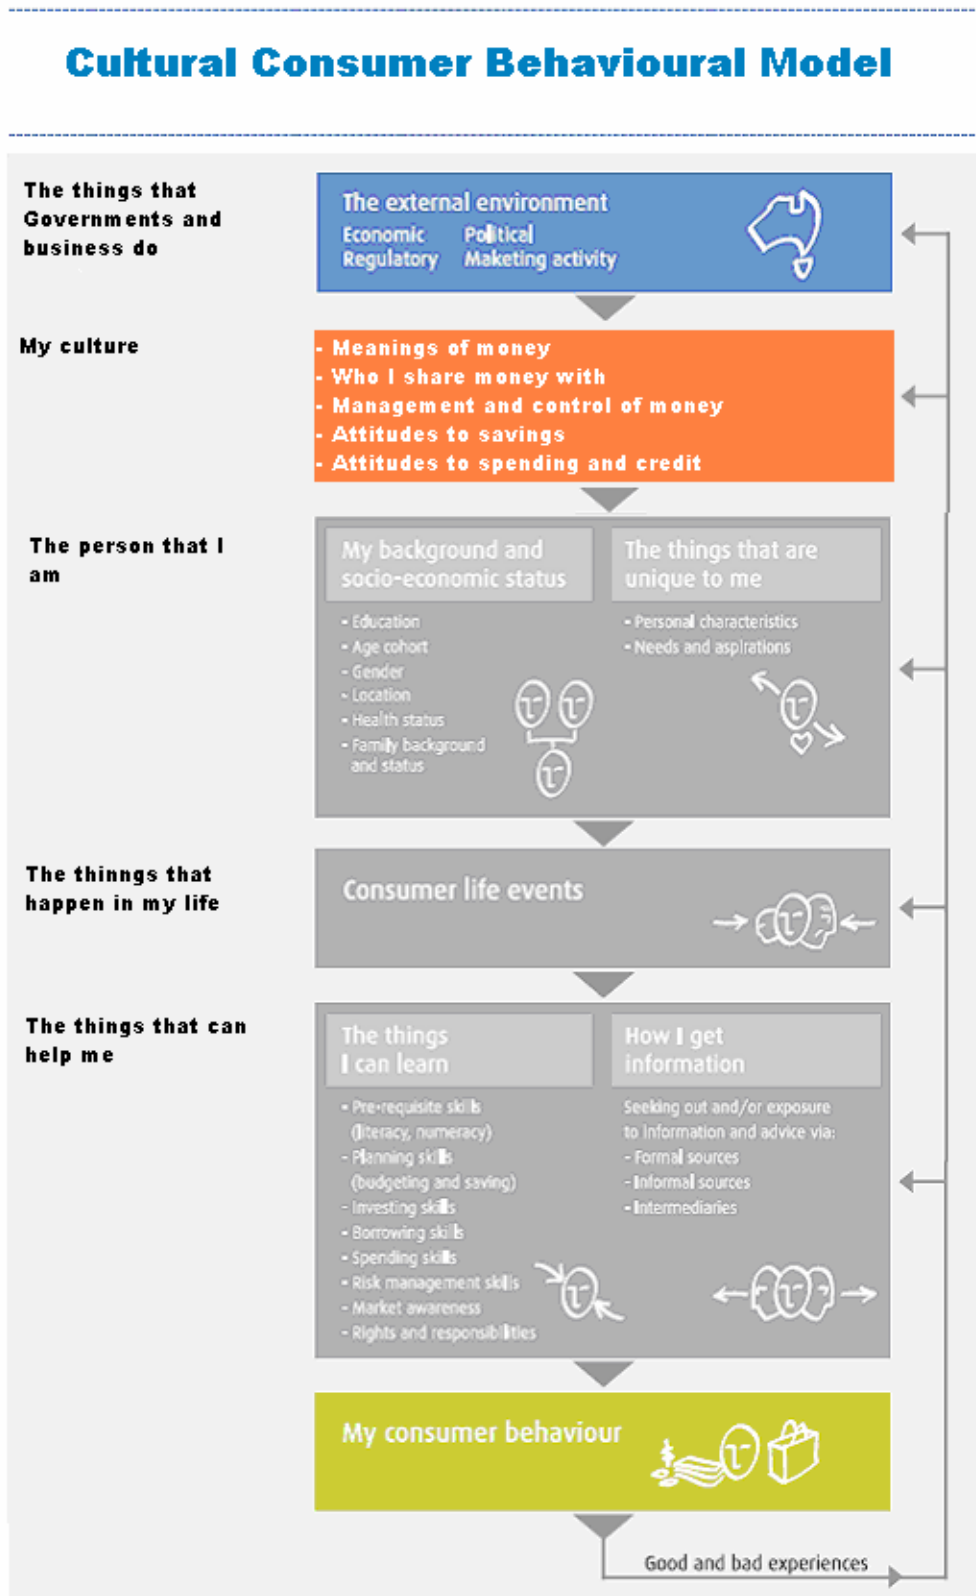 Cultural Consumer Behavioural Model
The things that
Governments and
business do
The external environment
Economic Political
Regulatory Maketing activity
My culture
- Meanings of money
- Who I share money with
- Management and control of money
- Attitudes to savings
- Attitudes to spending and credit
The person that I
am
My background and
socio-economic status
- Education
- Age cohort
- Gender
- Location
- Health status
- Family background
and status
The things that are
unique to me
- Personal characteristics
- Needs and aspirations
The thinngs that
happen in my life
Consumer life events
The things that can
help me
The things
I can learn
- Pre-requisite skills
(literacy, numeracy)
- Planning skills
(budgeting and saving)
- Investing skills
- Borrowing skills
- Spending skills
- Risk management skills
- Market awareness
- Rights and responsibilities
How I get
information
Seeking out and/or exposure
to information and advice via:
- Formal sources
- Informal sources
- Intermediaries
My consumer behaviour
Good and bad experiences